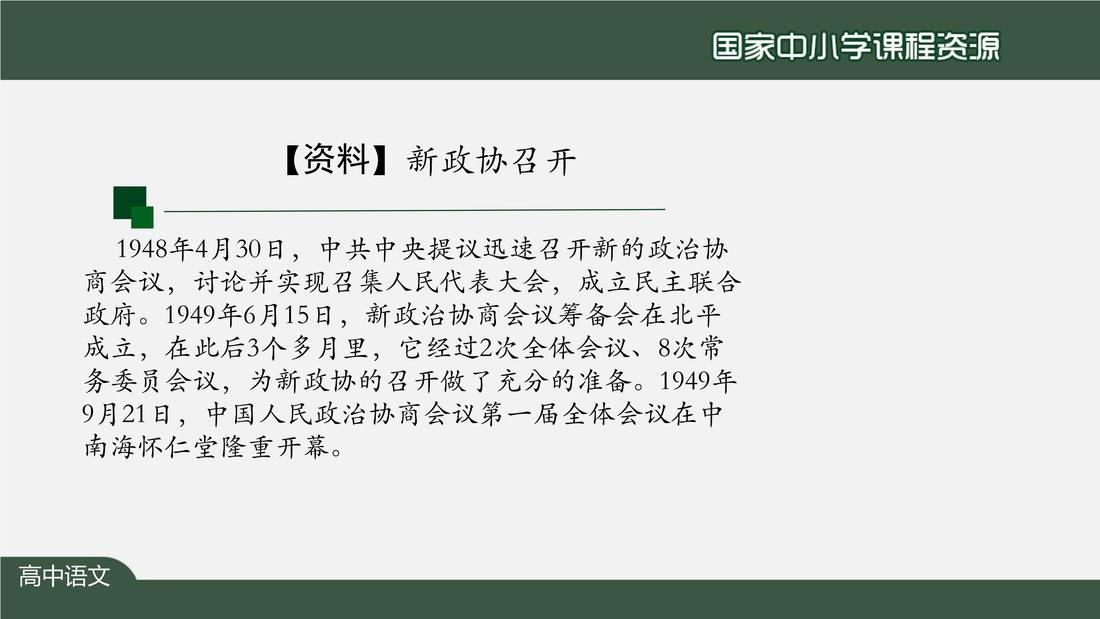 国家中小学课程资源
【资料】新政协召开
1948年4月30日，中共中央提议迅速召开新的政治协
商会议，讨论并实现召集人民代表大会，成立民主联合
政府。1949年6月15日，新政治协商会议筹备会在北平
成立，在此后3个多月里，它经过2次全体会议、8次常
务委员会议，为新政协的召开做了充分的准备。1949年
9月21日，中国人民政治协商会议第一届全体会议在中
南海怀仁堂隆重开幕。
高中语文